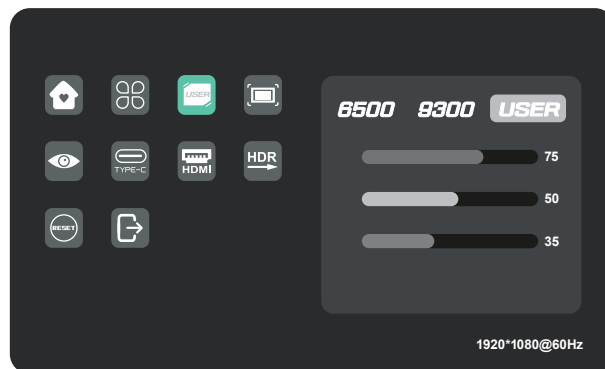 USER
6500 9300 USER
75
TYPE-C HDMI HDR
50
35
RESET
1920*1080@60Hz